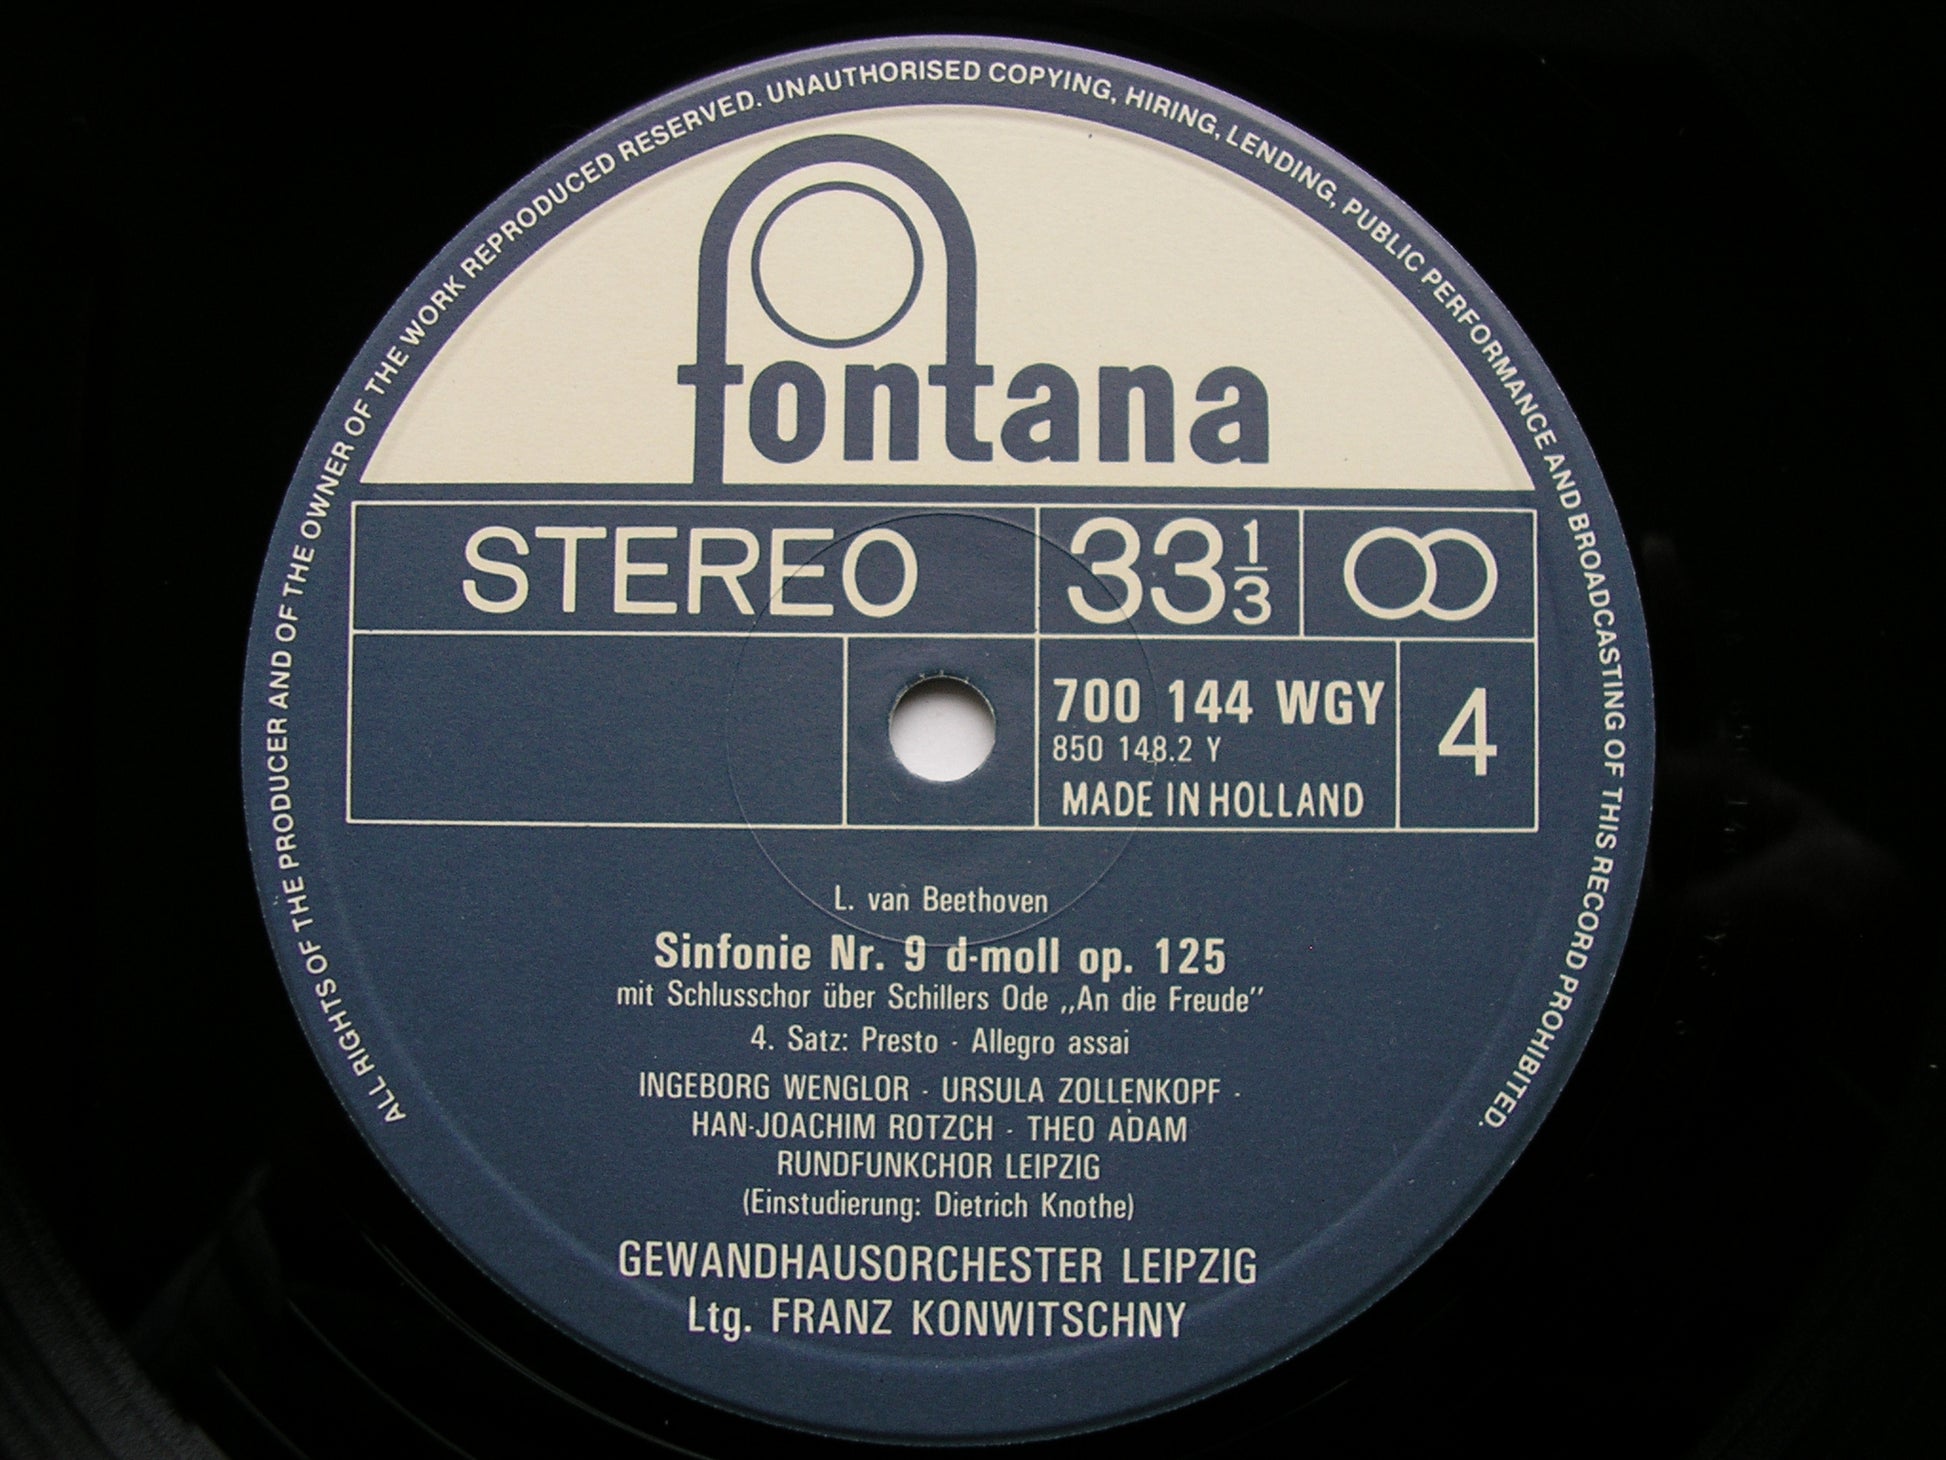 ALL RIGHTS OF THE PRODUCER AND OF THE OWNER OF THE WORK REPRODUCED RESERVED. UNAUTHORISED COPYING, HIRING, LENDING, PUBLIC PERFORMANCE AND BROADCASTING OF THIS RECORD PROHIBITED.
fontana
STEREO 33 1/3
700 144 WGY
850 148.2 Y
MADE IN HOLLAND
4
L. van Beethoven
Sinfonie Nr. 9 d-moll op. 125
mit Schlusschor über Schillers Ode „An die Freude"
4. Satz: Presto · Allegro assai
INGEBORG WENGLOR · URSULA ZOLLENKOPF ·
HAN-JOACHIM ROTZCH · THEO ADAM
RUNDFUNKCHOR LEIPZIG
(Einstudierung: Dietrich Knothe)
GEWANDHAUSORCHESTER LEIPZIG
Ltg. FRANZ KONWITSCHNY